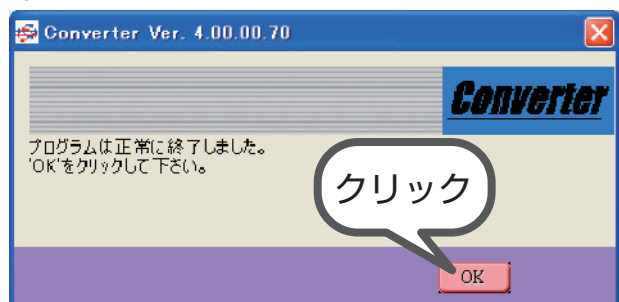 Converter Ver. 4.00.00.70
Converter
プログラムは正常に終了しました。
'OK'をクリックして下さい。
クリック
OK